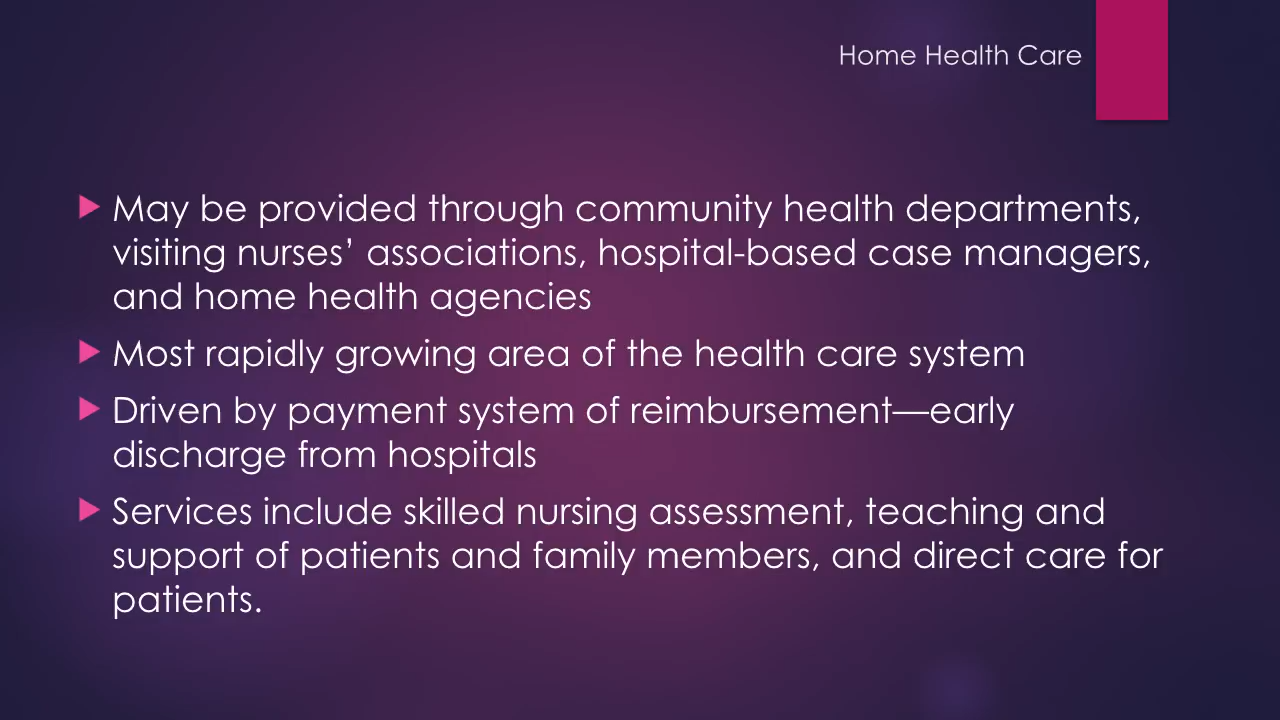 Home Health Care
May be provided through community health departments,
visiting nurses’ associations, hospital-based case managers,
and home health agencies
Most rapidly growing area of the health care system
Driven by payment system of reimbursement—early
discharge from hospitals
Services include skilled nursing assessment, teaching and
support of patients and family members, and direct care for
patients.